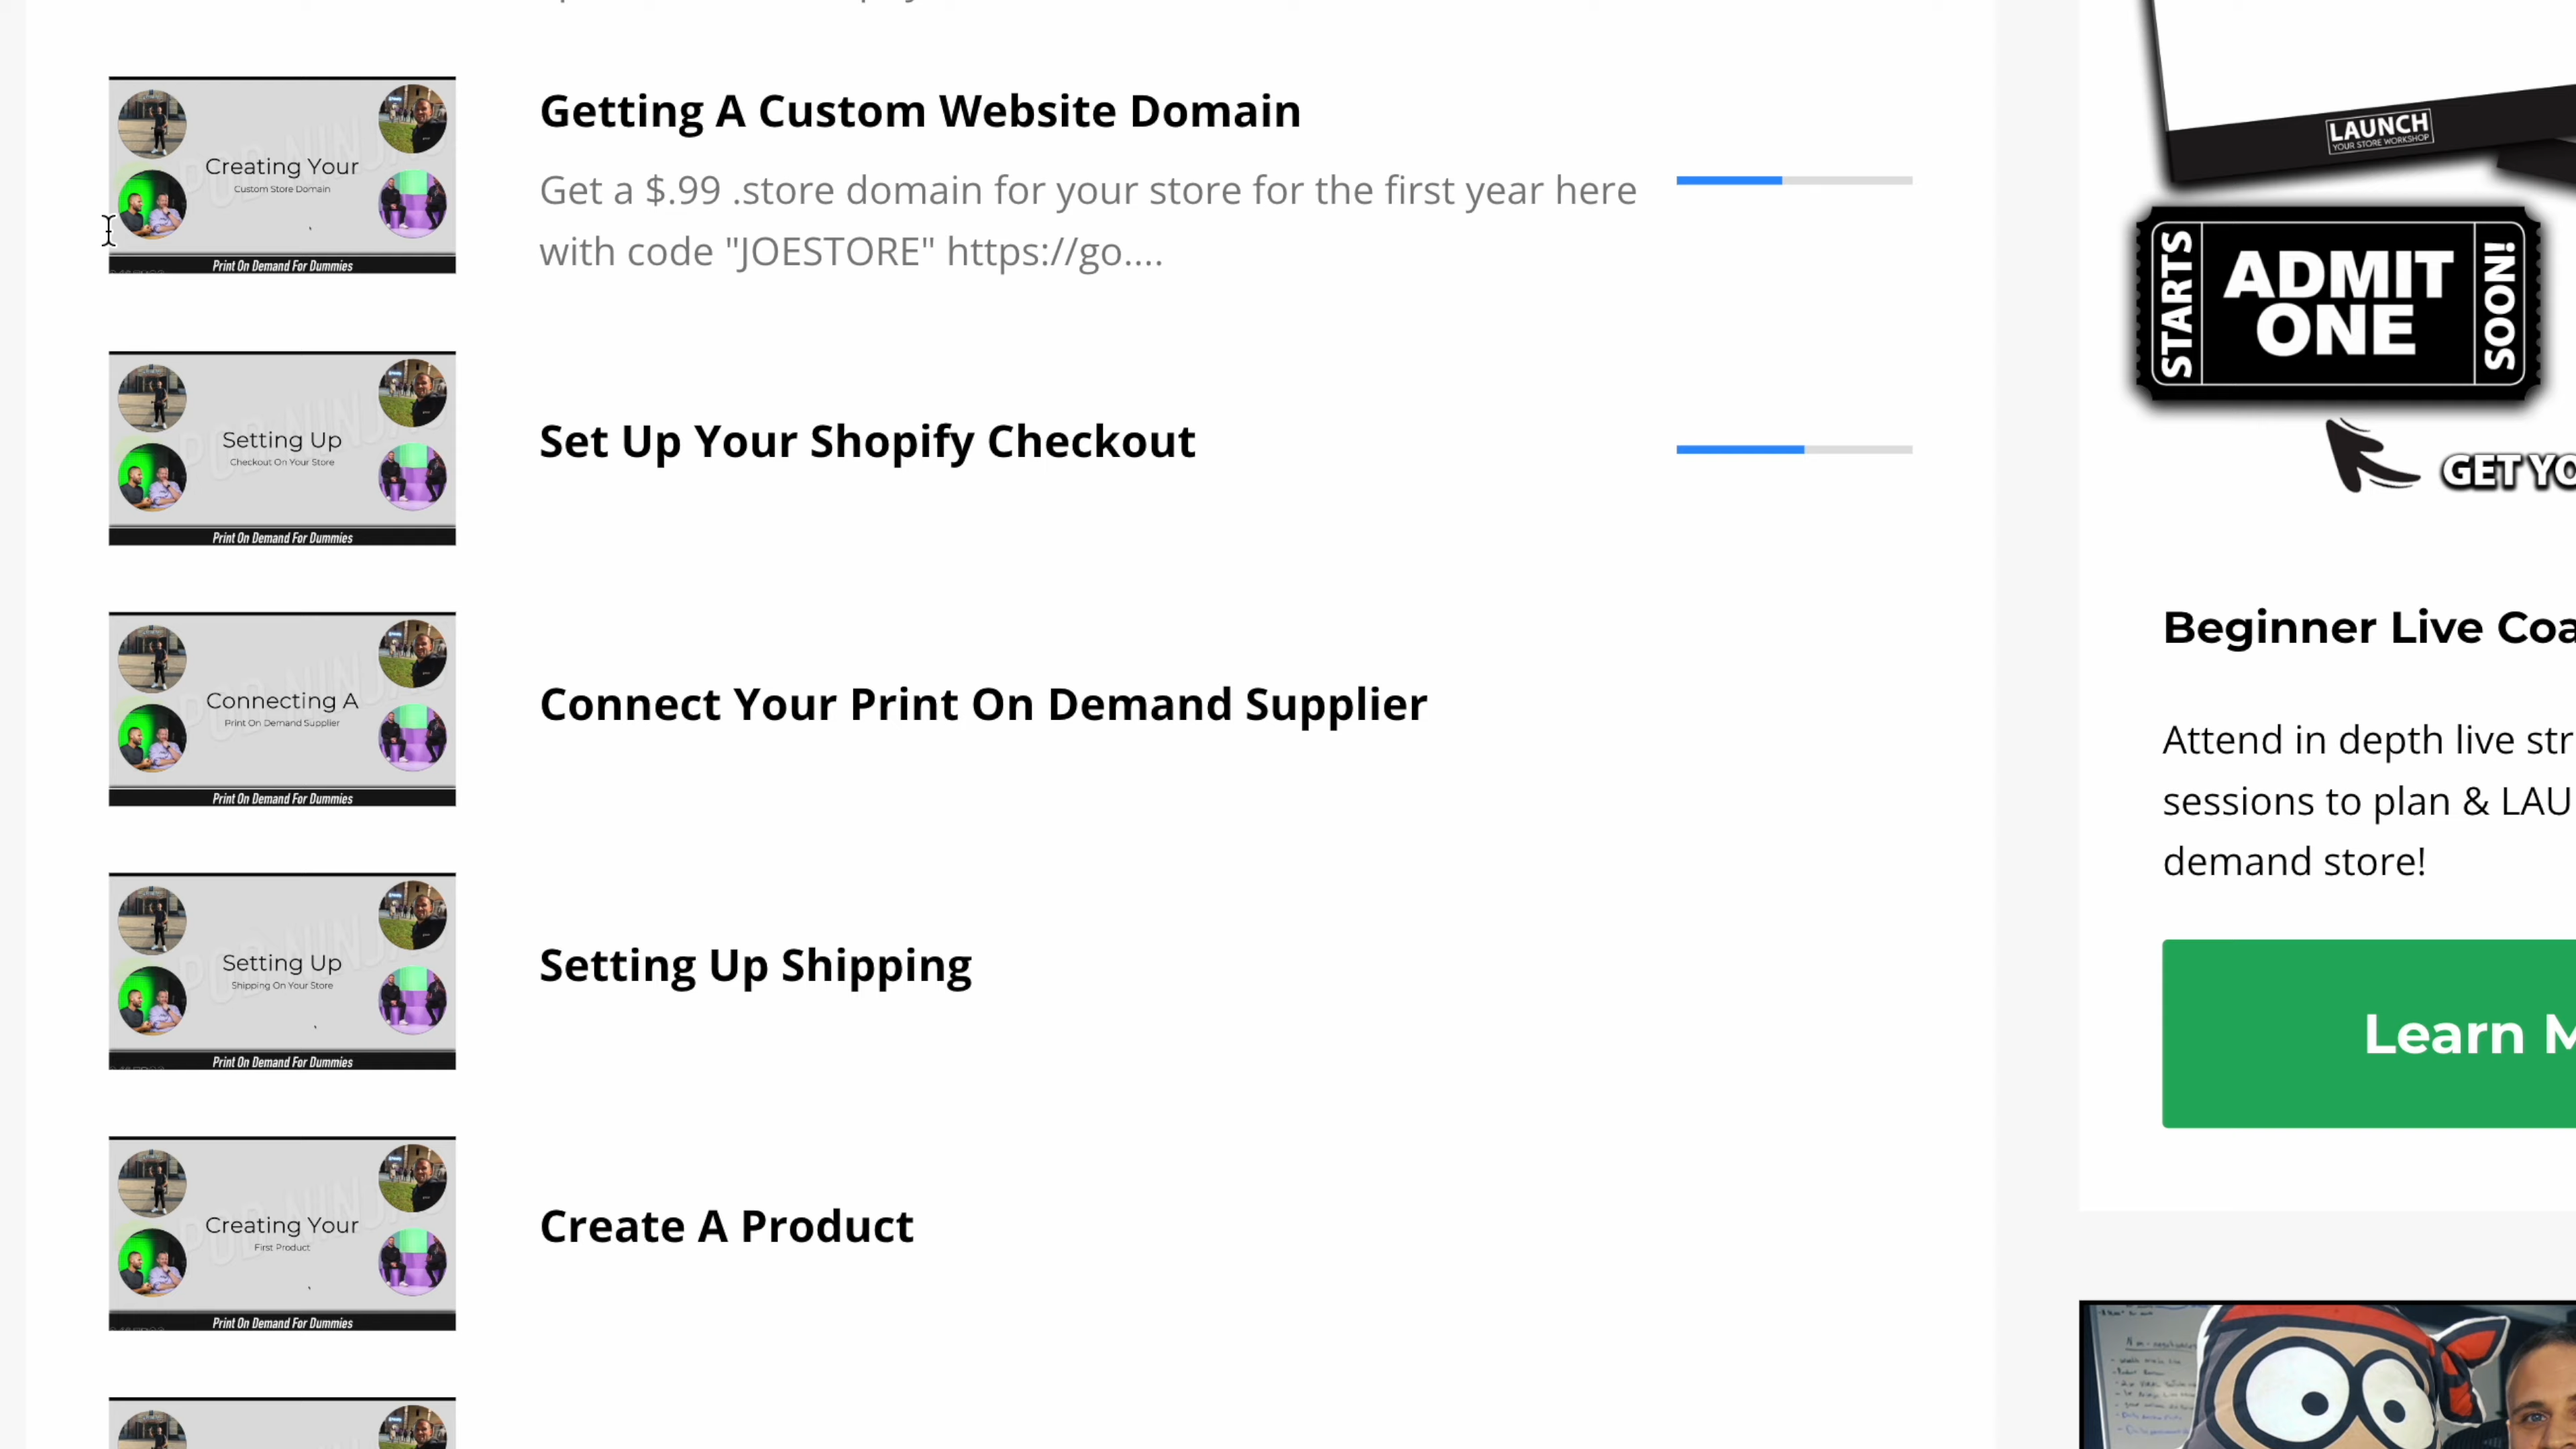 Creating Your
Custom Store Domain
Print On Demand For Dummies
Getting A Custom Website Domain
Get a $.99 .store domain for your store for the first year here
with code "JOESTORE" https://go....
Setting Up
Checkout On Your Store
Print On Demand For Dummies
Set Up Your Shopify Checkout
Connecting A
Print On Demand Supplier
Print On Demand For Dummies
Connect Your Print On Demand Supplier
Setting Up
Shipping On Your Store
Print On Demand For Dummies
Setting Up Shipping
Creating Your
First Product
Print On Demand For Dummies
Create A Product
LAUNCH
YOUR STORE WORKSHOP
STARTS
ADMIT
ONE
SOON!
GET YO
Beginner Live Coa
Attend in depth live str
sessions to plan & LAU
demand store!
Learn M